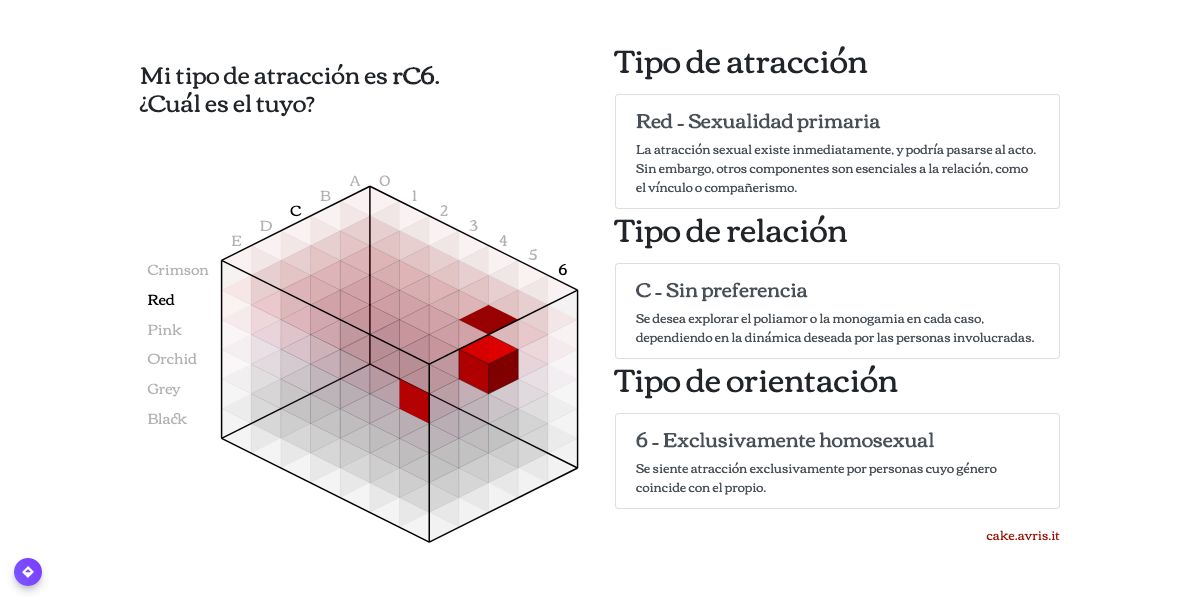 Mi tipo de atracción es rC6.
¿Cuál es el tuyo?
A
O
B
1
C
2
D
3
E
4
5
6
Crimson
Red
Pink
Orchid
Grey
Black
Tipo de atracción
Red - Sexualidad primaria
La atracción sexual existe inmediatamente, y podría pasarse al acto.
Sin embargo, otros componentes son esenciales a la relación, como
el vínculo o compañerismo.
Tipo de relación
C - Sin preferencia
Se desea explorar el poliamor o la monogamia en cada caso,
dependiendo en la dinámica deseada por las personas involucradas.
Tipo de orientación
6 - Exclusivamente homosexual
Se siente atracción exclusivamente por personas cuyo género
coincide con el propio.
cake.avris.it